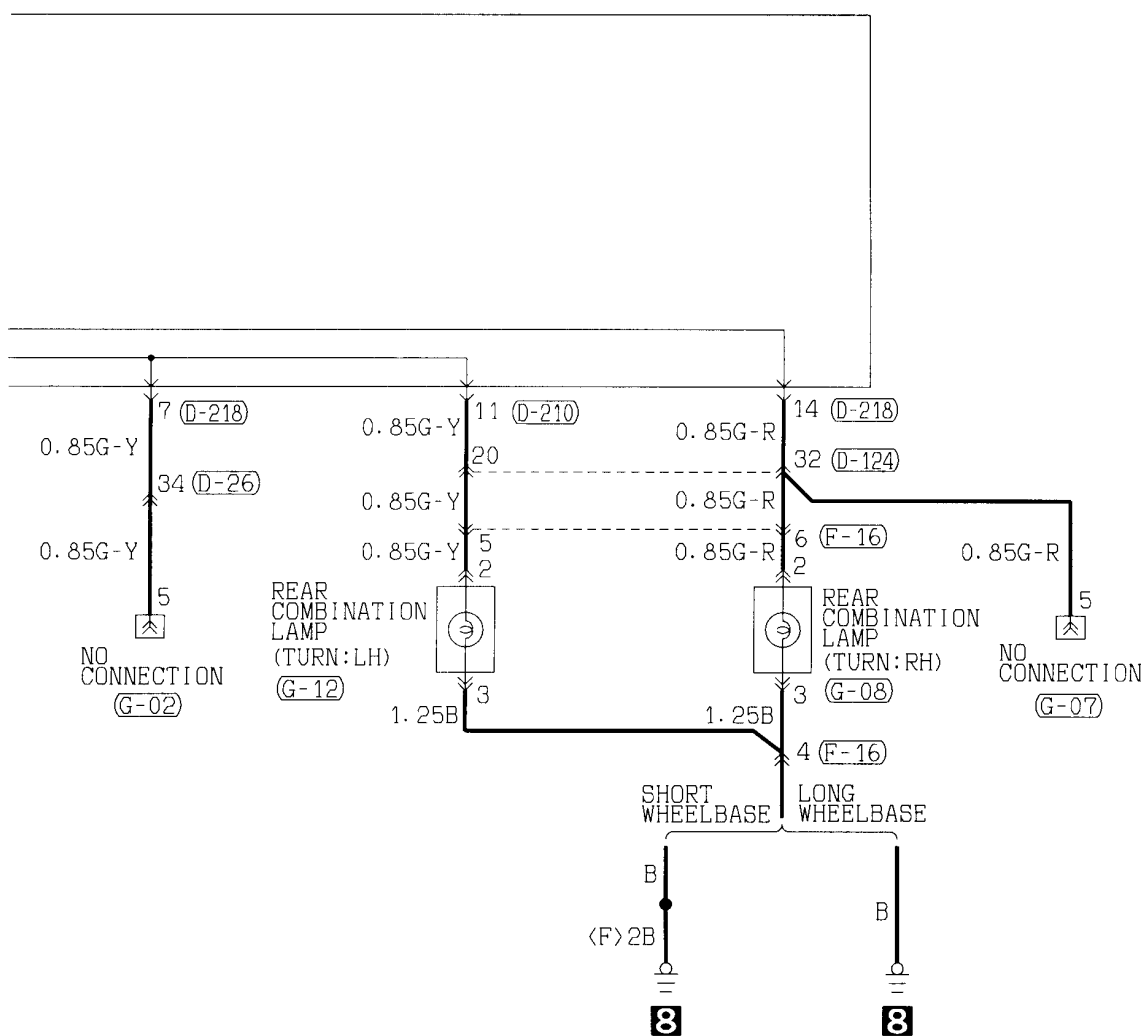 7 (D-218)
11 (D-210)
14 (D-218)
0.85G-Y
0.85G-Y
0.85G-R
20
32 (D-124)
34 (D-26)
0.85G-Y
0.85G-R
5
6 (F-16)
0.85G-Y
0.85G-Y
0.85G-R
0.85G-R
2
2
5
5
REAR
COMBINATION
LAMP
(TURN:LH)
(G-12)
REAR
COMBINATION
LAMP
(TURN:RH)
(G-08)
NO
CONNECTION
(G-02)
NO
CONNECTION
(G-07)
3
3
1.25B
1.25B
4 (F-16)
SHORT
WHEELBASE
LONG
WHEELBASE
B
B
<F>2B
8
8